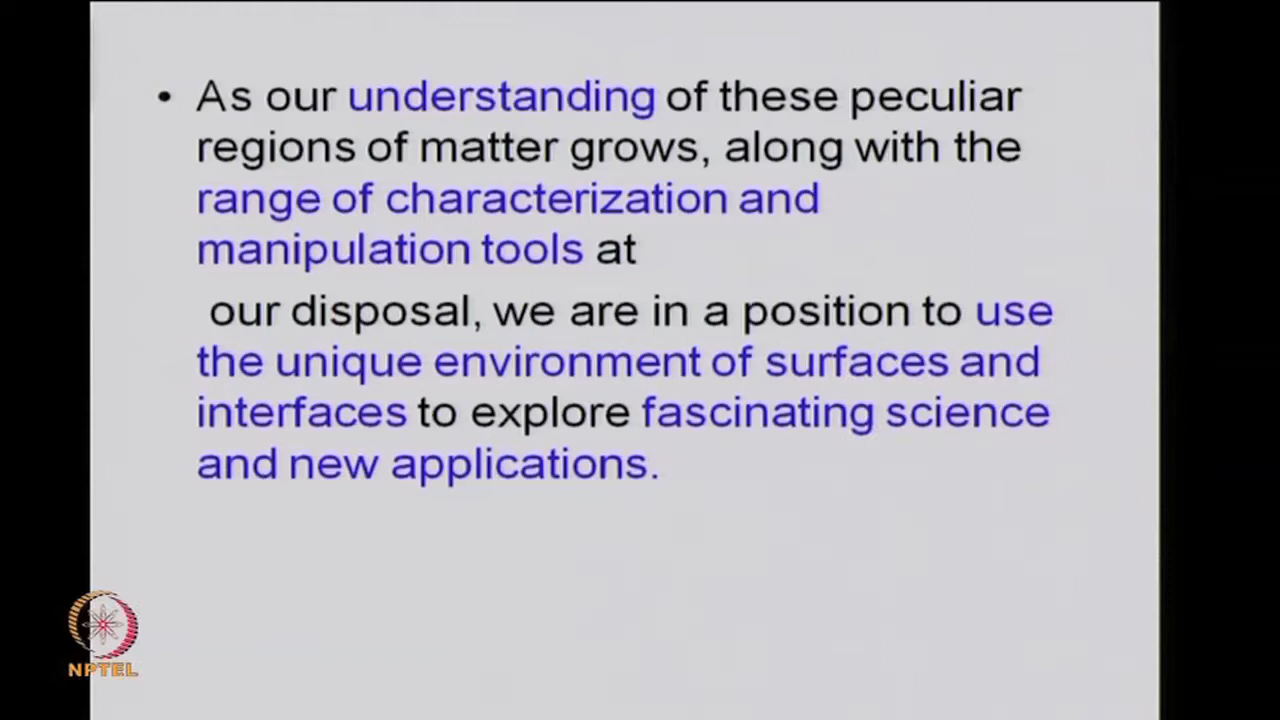 • As our understanding of these peculiar
regions of matter grows, along with the
range of characterization and
manipulation tools at
our disposal, we are in a position to use
the unique environment of surfaces and
interfaces to explore fascinating science
and new applications.
NPTEL